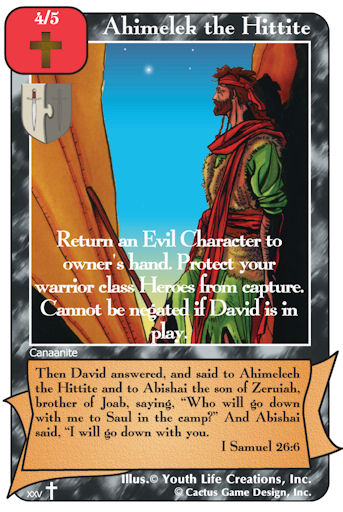 4/5
Ahimelek the Hittite
Return an Evil Character to
owner's hand. Protect your
warrior class Heroes from capture.
Cannot be negated if David is in
play.
Canaanite
Then David answered, and said to Ahimelech
the Hittite and to Abishai the son of Zeruiah,
brother of Joab, saying, “Who will go down
with me to Saul in the camp?” And Abishai
said, “I will go down with you.
I Samuel 26:6
XXV
Illus.© Youth Life Creations, Inc.
© Cactus Game Design, Inc.